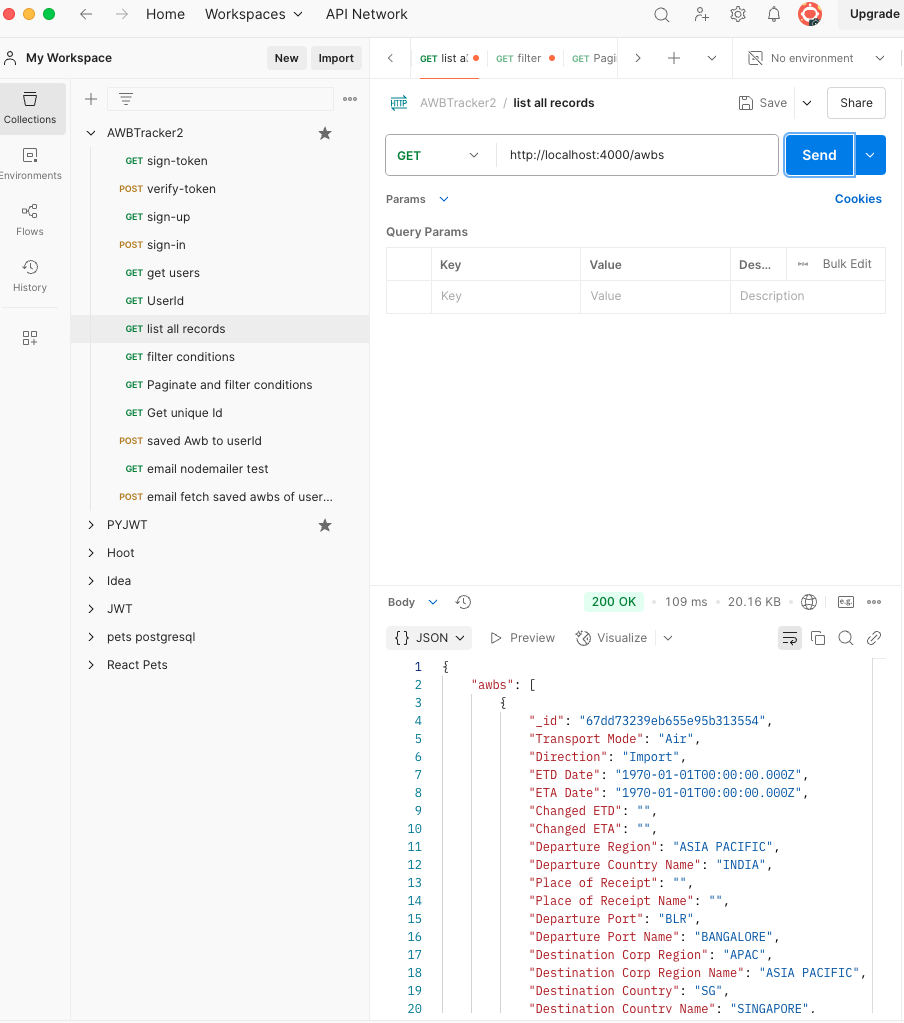 Home Workspaces API Network Upgrade
My Workspace New Import GET list al GET filter GET Pagi No environment
Collections
Environments
Flows
History
AWBTracker2
GET sign-token
POST verify-token
GET sign-up
POST sign-in
GET get users
GET UserId
GET list all records
GET filter conditions
GET Paginate and filter conditions
GET Get unique Id
POST saved Awb to userId
GET email nodemailer test
POST email fetch saved awbs of user...
PYJWT
Hoot
Idea
JWT
pets postgresql
React Pets
HTTP AWBTracker2 / list all records Save Share
GET http://localhost:4000/awbs Send
Params Cookies
Query Params
Key Value Des... Bulk Edit
Key Value Description
Body 200 OK • 109 ms • 20.16 KB e.g.
{} JSON Preview Visualize
1 {
2 "awbs": [
3 {
4 "_id": "67dd73239eb655e95b313554",
5 "Transport Mode": "Air",
6 "Direction": "Import",
7 "ETD Date": "1970-01-01T00:00:00.000Z",
8 "ETA Date": "1970-01-01T00:00:00.000Z",
9 "Changed ETD": "",
10 "Changed ETA": "",
11 "Departure Region": "ASIA PACIFIC",
12 "Departure Country Name": "INDIA",
13 "Place of Receipt": "",
14 "Place of Receipt Name": "",
15 "Departure Port": "BLR",
16 "Departure Port Name": "BANGALORE",
17 "Destination Corp Region": "APAC",
18 "Destination Corp Region Name": "ASIA PACIFIC",
19 "Destination Country": "SG",
20 "Destination Country Name": "SINGAPORE",